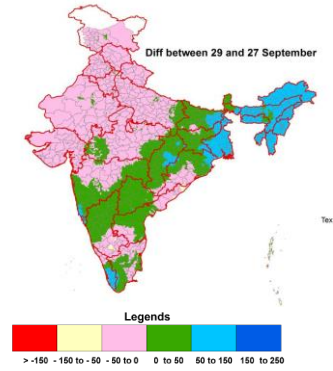 Diff between 29 and 27 September
Tex
Legends
> -150 - 150 to - 50 - 50 to 0 0 to 50 50 to 150 150 to 250